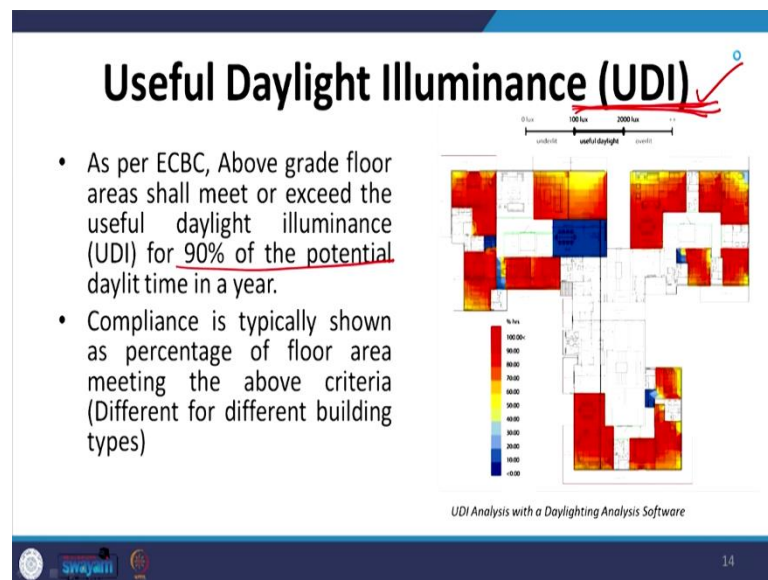 Useful Daylight Illuminance (UDI)
0 lux 100 lux 2000 lux
underlit useful daylight overlit
• As per ECBC, Above grade floor
areas shall meet or exceed the
useful daylight illuminance
(UDI) for 90% of the potential
daylit time in a year.
• Compliance is typically shown
as percentage of floor area
meeting the above criteria
(Different for different building
types)
% hrs
100.00<
90.00
80.00
70.00
60.00
50.00
40.00
30.00
20.00
10.00
<0.00
UDI Analysis with a Daylighting Analysis Software
swayam
14